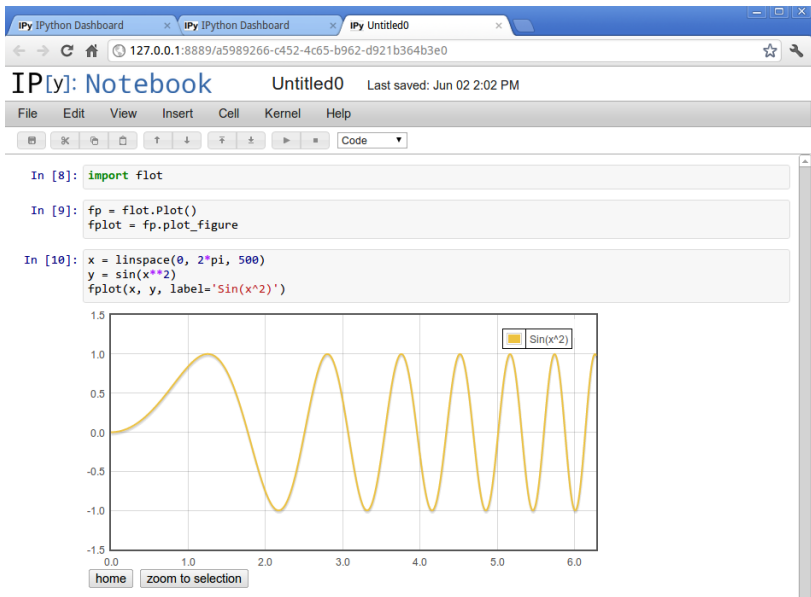 IPy IPython Dashboard × IPy IPython Dashboard × IPy Untitled0 ×
127.0.0.1:8889/a5989266-c452-4c65-b962-d921b364b3e0
IP[y]: Notebook Untitled0 Last saved: Jun 02 2:02 PM
File Edit View Insert Cell Kernel Help
Code
In [8]: import flot
In [9]: fp = flot.Plot()
fplot = fp.plot_figure
In [10]: x = linspace(0, 2*pi, 500)
y = sin(x**2)
fplot(x, y, label='Sin(x^2)')
1.5
Sin(x^2)
1.0
0.5
0.0
-0.5
-1.0
-1.5
0.0 1.0 2.0 3.0 4.0 5.0 6.0
home zoom to selection